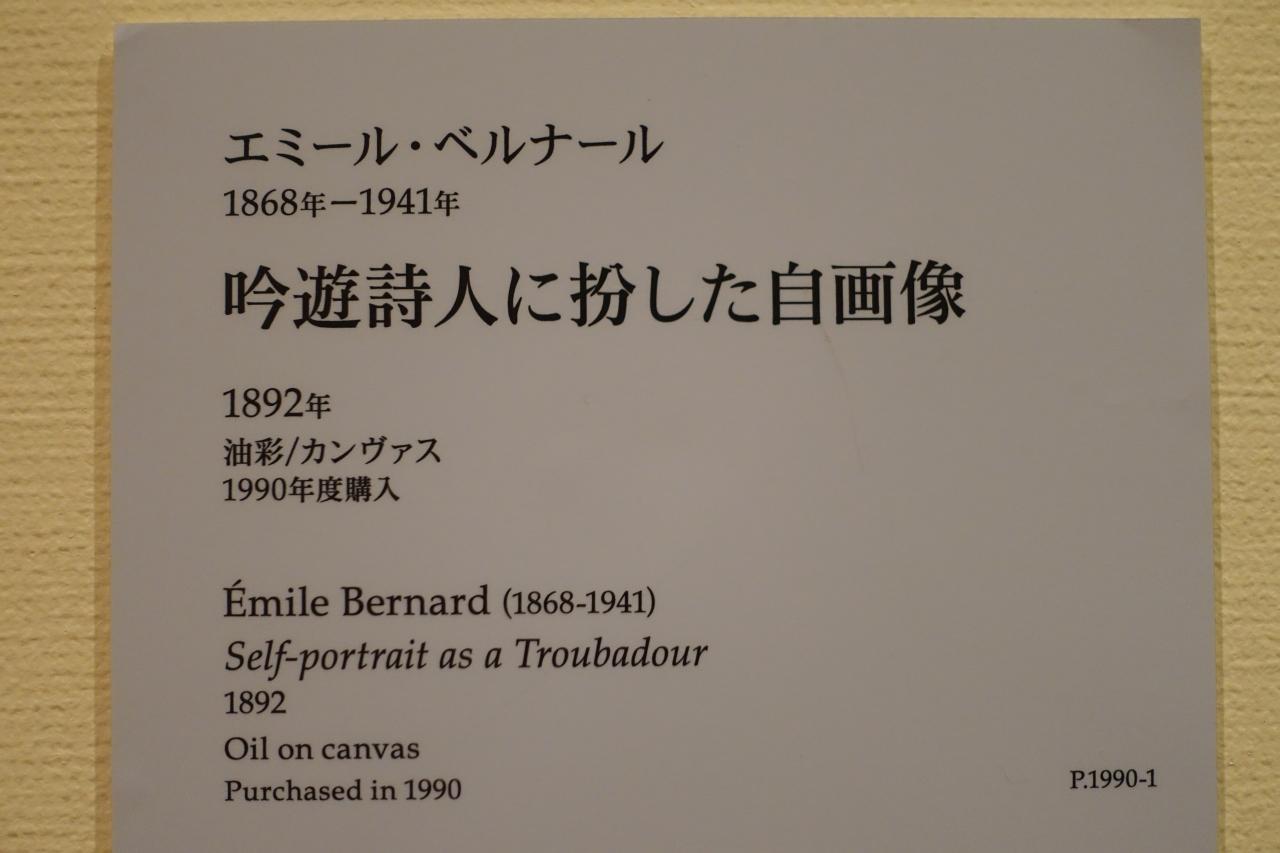 エミール・ベルナール
1868年−1941年
吟遊詩人に扮した自画像
1892年
油彩/カンヴァス
1990年度購入
Émile Bernard (1868-1941)
Self-portrait as a Troubadour
1892
Oil on canvas
Purchased in 1990
P.1990-1